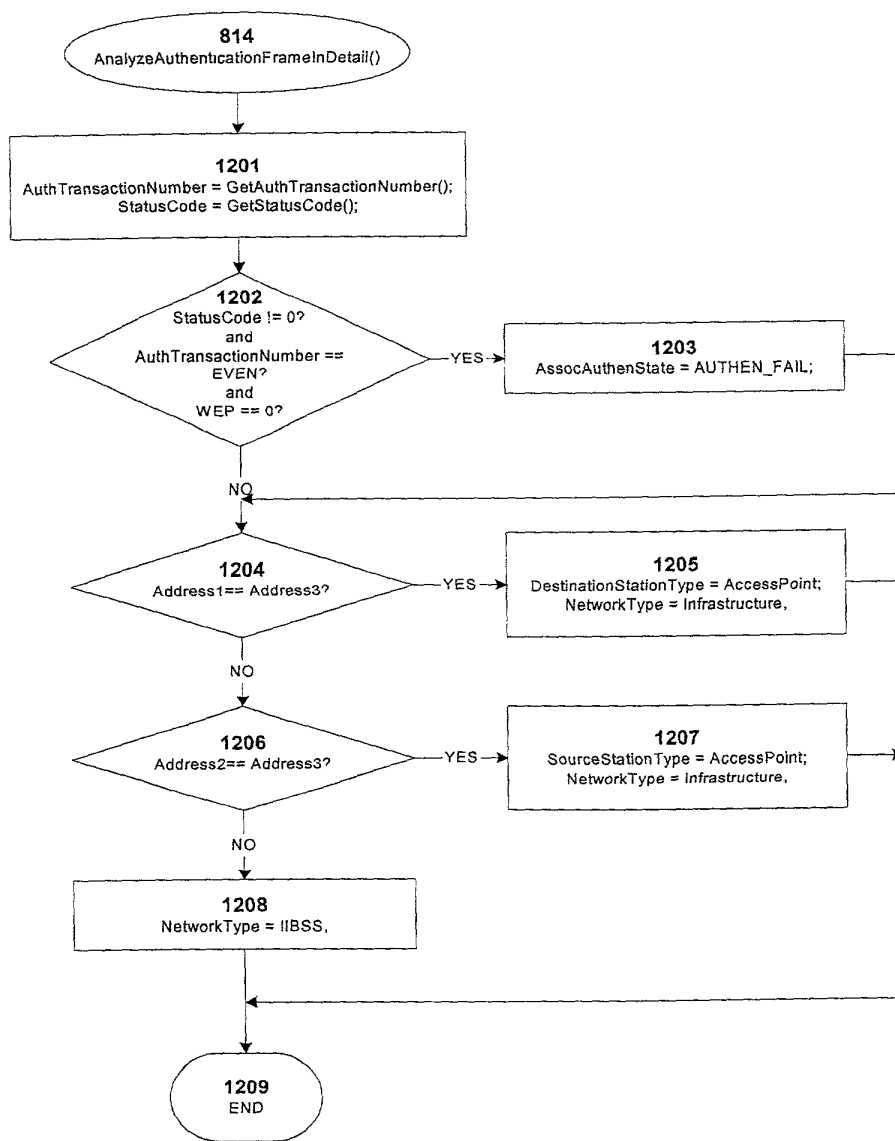 814
AnalyzeAuthenticationFrameInDetail()
1201
AuthTransactionNumber = GetAuthTransactionNumber();
StatusCode = GetStatusCode();
1202
StatusCode != 0?
and
AuthTransactionNumber ==
EVEN?
and
WEP == 0?
YES
1203
AssocAuthenState = AUTHEN_FAIL;
NO
1204
Address1== Address3?
YES
1205
DestinationStationType = AccessPoint;
NetworkType = Infrastructure,
NO
1206
Address2== Address3?
YES
1207
SourceStationType = AccessPoint;
NetworkType = Infrastructure,
NO
1208
NetworkType = IIBSS,
1209
END